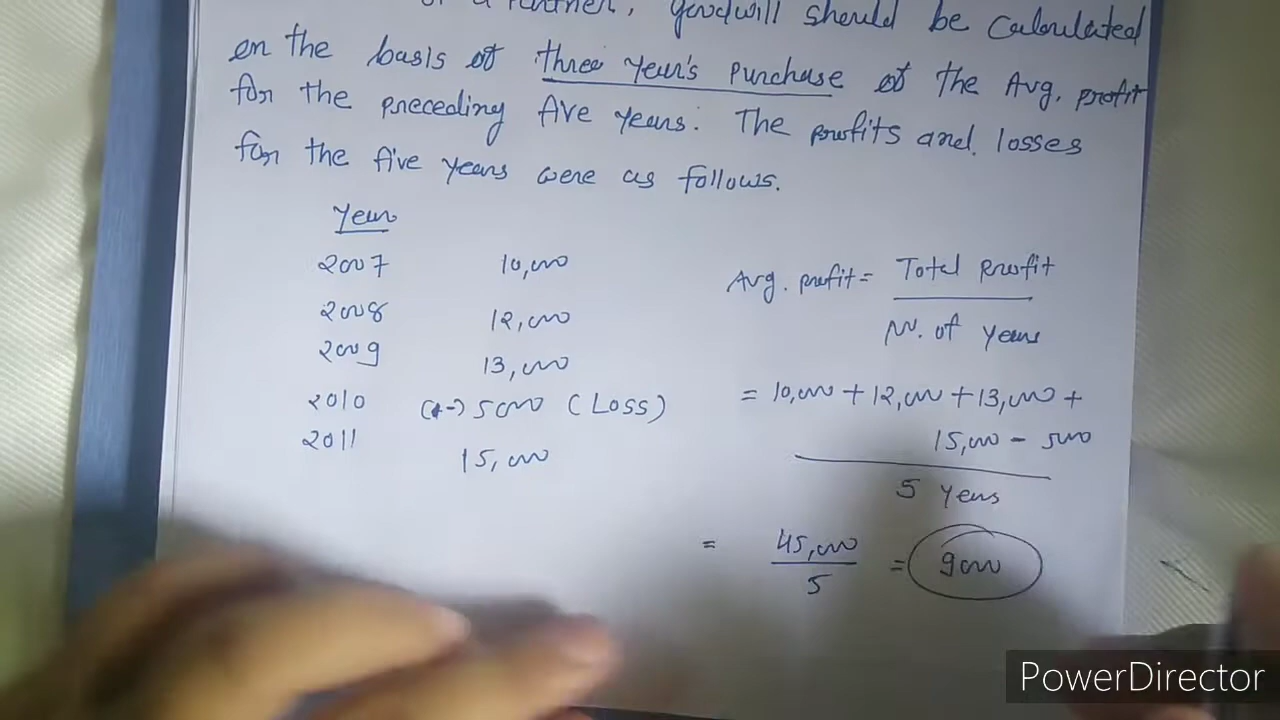 of a Partner, goodwill should be Calculated
on the basis of three year's purchase of the Avg. profit
for the preceding five years. The profits and losses
for the five years were as follows.
Year
2007 10,000
2008 12,000
2009 13,000
2010 (-) 5000 (Loss)
2011 15,000
Avg. profit = Total Profit
No. of years
= 10,000 + 12,000 + 13,000 +
15,000 - 5000
5 Years
= 45,000 = 9000
5
PowerDirector